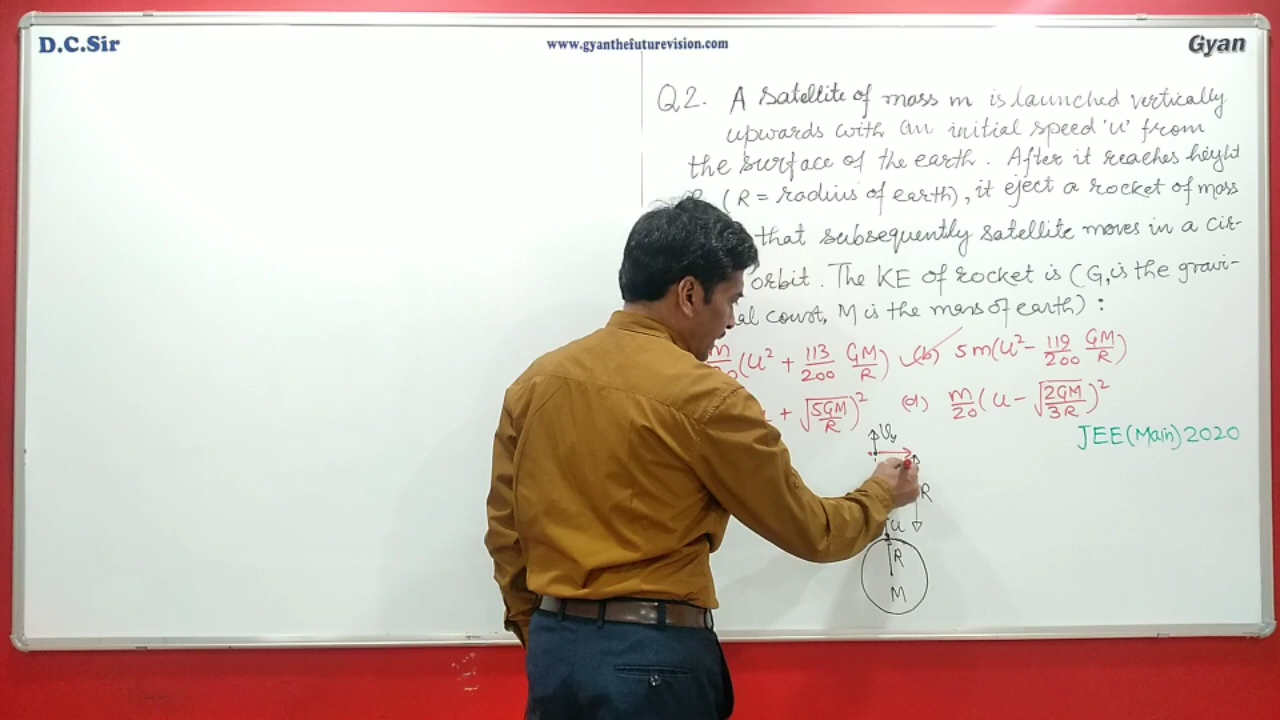 D.C.Sir
www.gyanthefuturevision.com
Gyan
Q2. A satellite of mass m is launched vertically
upwards with an initial speed 'u' from
the surface of the earth. After it reaches height
(R = radius of earth), it eject a rocket of mass
that subsequently satellite moves in a cir-
orbit. The KE of rocket is (G, is the gravi-
al const, M is the mass of earth) :
(u² + 113/200 GM/R) (b) 5m(u² - 119/200 GM/R)
+ √(5GM/R))² (d) m/20 (u - √(2GM/3R))²
JEE(Main) 2020
R
u
R
M